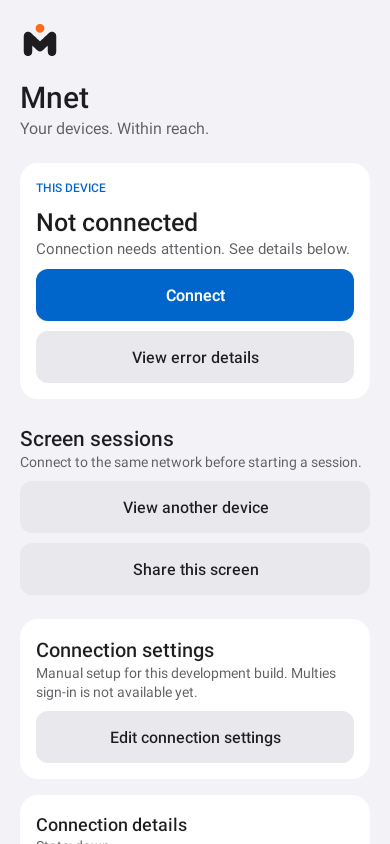 Mnet
Your devices. Within reach.
THIS DEVICE
Not connected
Connection needs attention. See details below.
Connect
View error details
Screen sessions
Connect to the same network before starting a session.
View another device
Share this screen
Connection settings
Manual setup for this development build. Multies
sign-in is not available yet.
Edit connection settings
Connection details